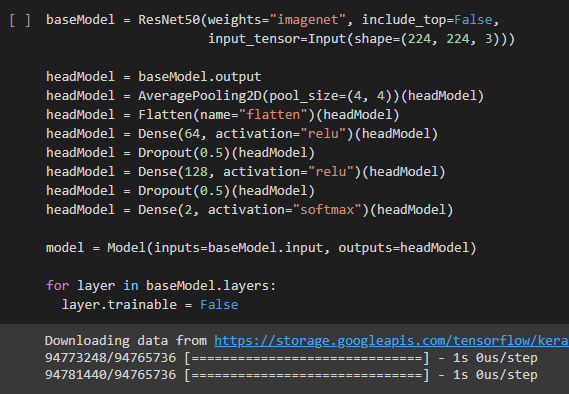 [ ] baseModel = ResNet50(weights="imagenet", include_top=False,
input_tensor=Input(shape=(224, 224, 3)))
headModel = baseModel.output
headModel = AveragePooling2D(pool_size=(4, 4))(headModel)
headModel = Flatten(name="flatten")(headModel)
headModel = Dense(64, activation="relu")(headModel)
headModel = Dropout(0.5)(headModel)
headModel = Dense(128, activation="relu")(headModel)
headModel = Dropout(0.5)(headModel)
headModel = Dense(2, activation="softmax")(headModel)
model = Model(inputs=baseModel.input, outputs=headModel)
for layer in baseModel.layers:
layer.trainable = False
Downloading data from https://storage.googleapis.com/tensorflow/kera
94773248/94765736 [==============================] - 1s 0us/step
94781440/94765736 [==============================] - 1s 0us/step